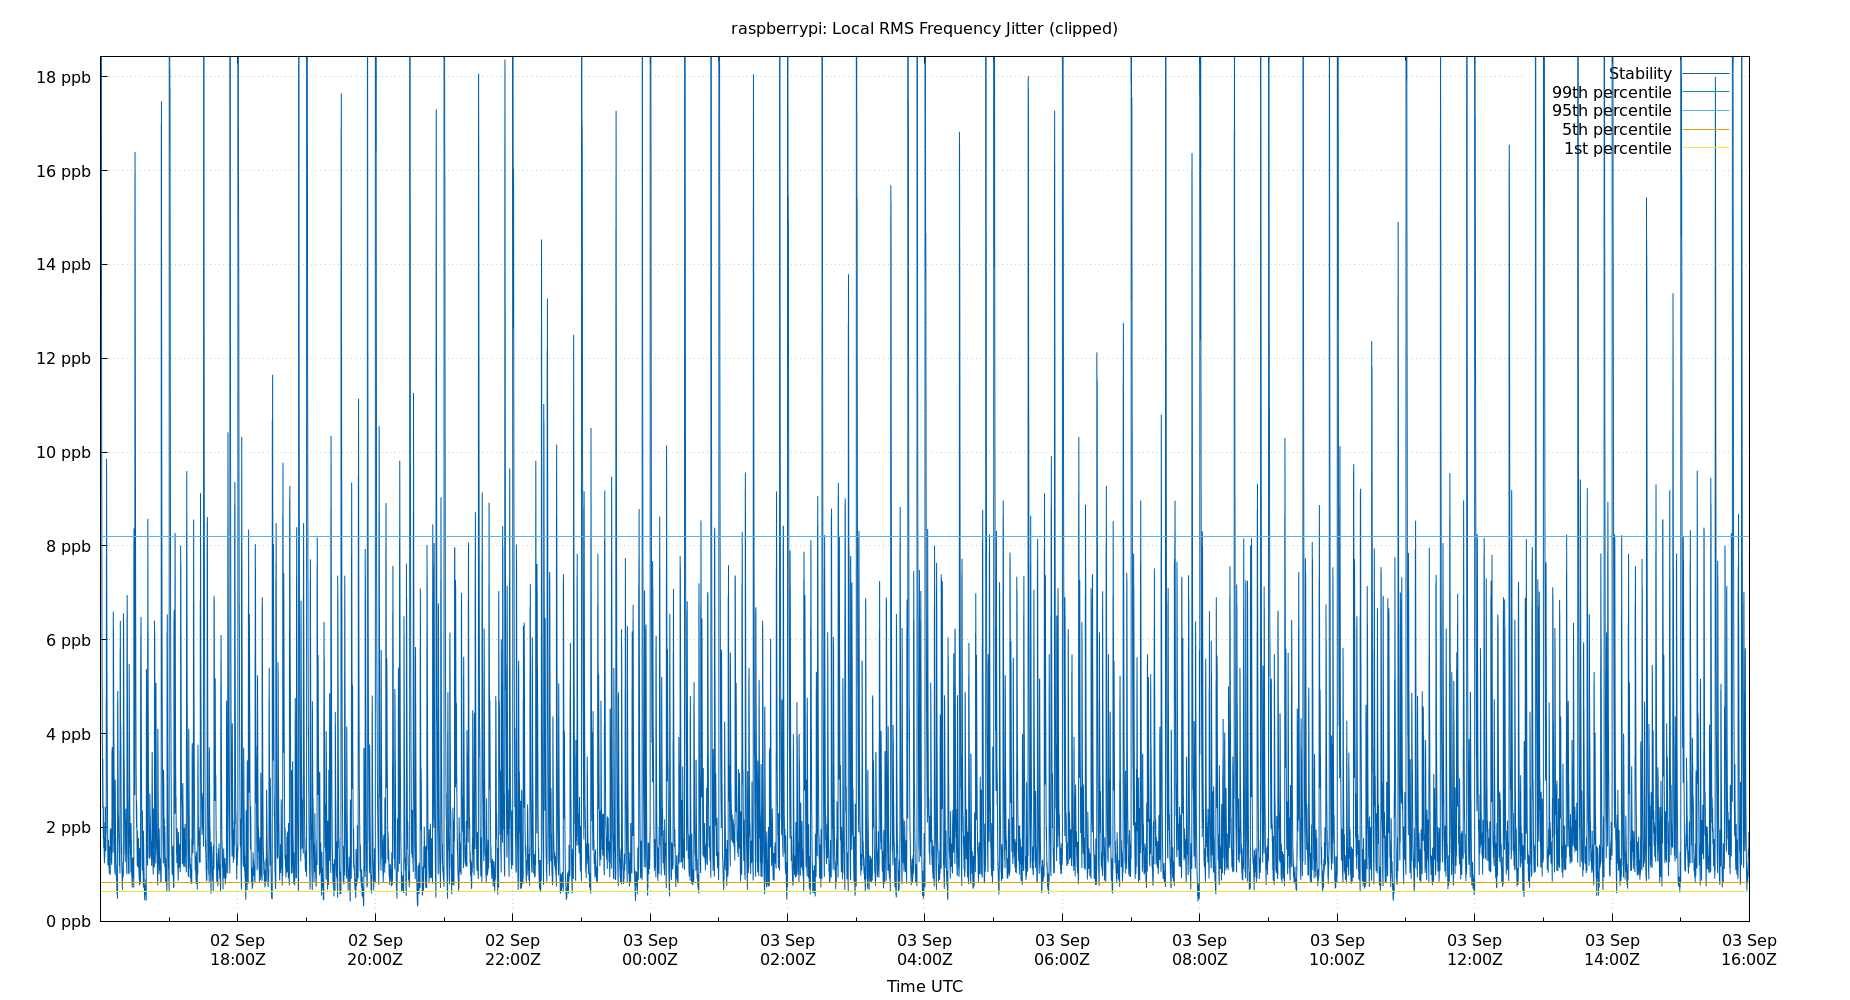 raspberrypi: Local RMS Frequency Jitter (clipped)
18 ppb
16 ppb
14 ppb
12 ppb
10 ppb
8 ppb
6 ppb
4 ppb
2 ppb
0 ppb
Stability
99th percentile
95th percentile
5th percentile
1st percentile
02 Sep 18:00Z
02 Sep 20:00Z
02 Sep 22:00Z
03 Sep 00:00Z
03 Sep 02:00Z
03 Sep 04:00Z
03 Sep 06:00Z
03 Sep 08:00Z
03 Sep 10:00Z
03 Sep 12:00Z
03 Sep 14:00Z
03 Sep 16:00Z
Time UTC